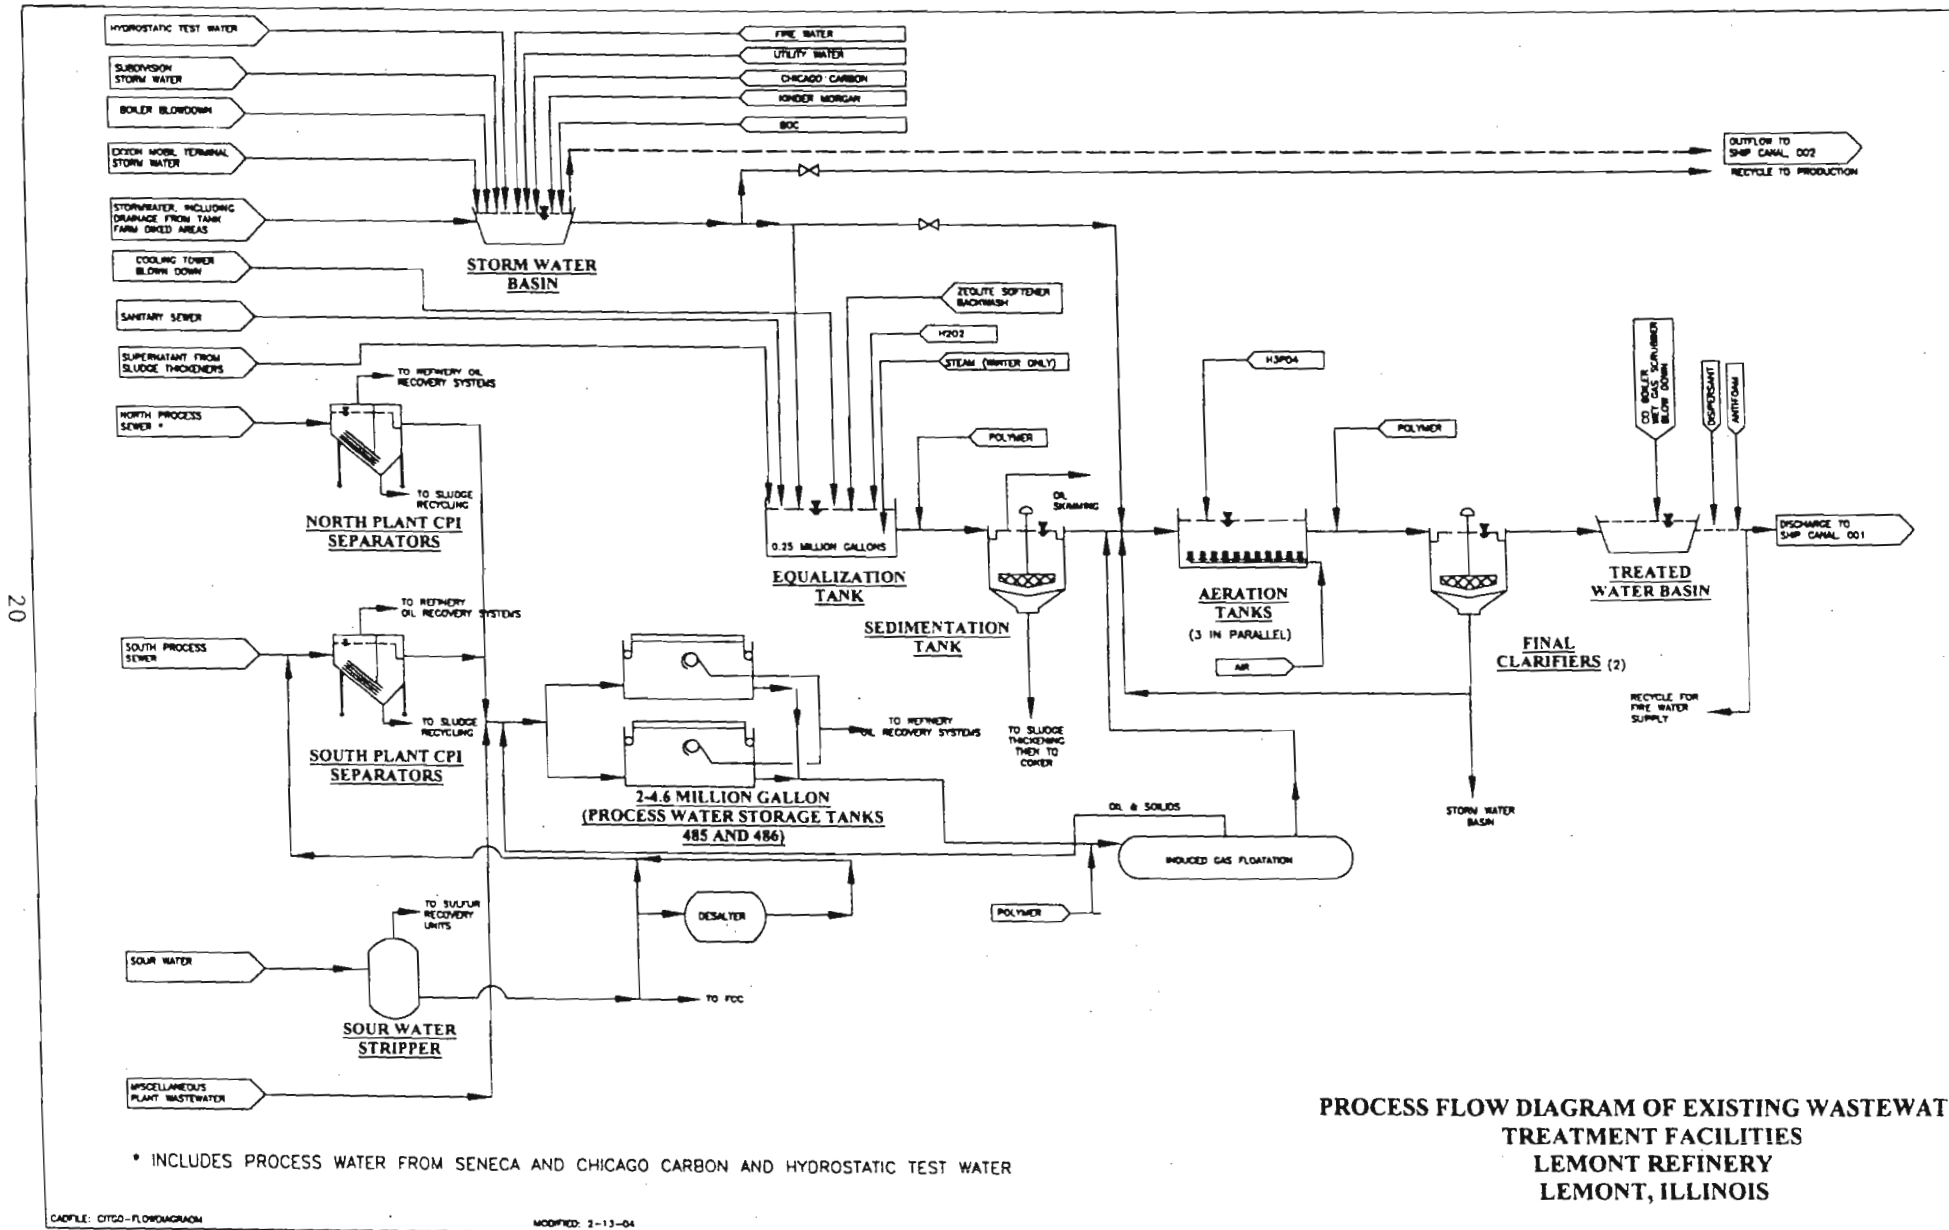 HYDROSTATIC TEST WATER
SUBDIVISION
STORM WATER
BOILER BLOWDOWN
EXXON MOBIL TERMINAL
STORM WATER
STORMWATER, INCLUDING
DRAINAGE FROM TANK
FARM DIKED AREAS
COOLING TOWER
BLOWN DOWN
SANITARY SEWER
SUPERNATANT FROM
SLUDGE THICKENERS
NORTH PROCESS
SEWER *
FIRE WATER
UTILITY WATER
CHICAGO CARBON
KINDER MORGAN
BOC
OUTFLOW TO
SHIP CANAL, 002
RECYCLE TO PRODUCTION
STORM WATER
BASIN
ZEOLITE SOFTENER
BACKWASH
H2O2
STEAM (WINTER ONLY)
TO REFINERY OIL
RECOVERY SYSTEMS
TO SLUDGE
RECYCLING
NORTH PLANT CPI
SEPARATORS
POLYMER
OIL
SKIMMING
0.25 MILLION GALLONS
EQUALIZATION
TANK
SEDIMENTATION
TANK
H3PO4
POLYMER
AERATION
TANKS
(3 IN PARALLEL)
AIR
CO BOILER
WET GAS SCRUBBER
BLOW DOWN
DISPERSANT
ANTIFOAM
DISCHARGE TO
SHIP CANAL 001
TREATED
WATER BASIN
FINAL
CLARIFIERS (2)
RECYCLE FOR
FIRE WATER
SUPPLY
STORM WATER
BASIN
20
SOUTH PROCESS
SEWER
TO REFINERY
OIL RECOVERY SYSTEMS
TO SLUDGE
RECYCLING
SOUTH PLANT CPI
SEPARATORS
TO REFINERY
OIL RECOVERY SYSTEMS
TO SLUDGE
THICKENING
THEN TO
COKER
2-4.6 MILLION GALLON
(PROCESS WATER STORAGE TANKS
485 AND 486)
OIL & SOILIDS
INDUCED GAS FLOATATION
POLYMER
DESALTER
TO SULFUR
RECOVERY
UNITS
SOUR WATER
TO FCC
SOUR WATER
STRIPPER
MISCELLANEOUS
PLANT WASTEWATER
* INCLUDES PROCESS WATER FROM SENECA AND CHICAGO CARBON AND HYDROSTATIC TEST WATER
PROCESS FLOW DIAGRAM OF EXISTING WASTEWAT
TREATMENT FACILITIES
LEMONT REFINERY
LEMONT, ILLINOIS
CADFILE: CITGO-FLOWDIAGRAOM
MODIFIED: 2-13-04